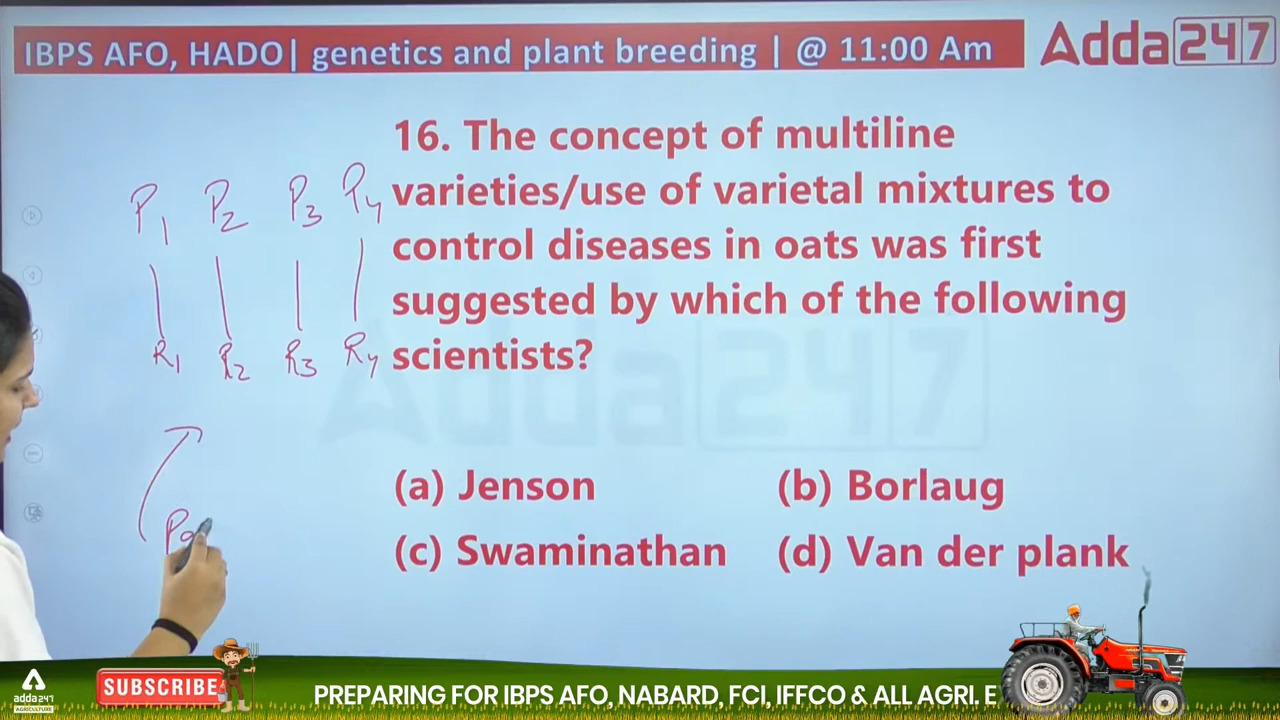 IBPS AFO, HADO| genetics and plant breeding | @ 11:00 Am
Adda247
16. The concept of multiline
varieties/use of varietal mixtures to
control diseases in oats was first
suggested by which of the following
scientists?
P1 P2 P3 P4
R1 R2 R3 R4
(a) Jenson
(b) Borlaug
(c) Swaminathan
(d) Van der plank
Adda247
adda247
AGRICULTURE
SUBSCRIBE
PREPARING FOR IBPS AFO, NABARD, FCI, IFFCO & ALL AGRI. E